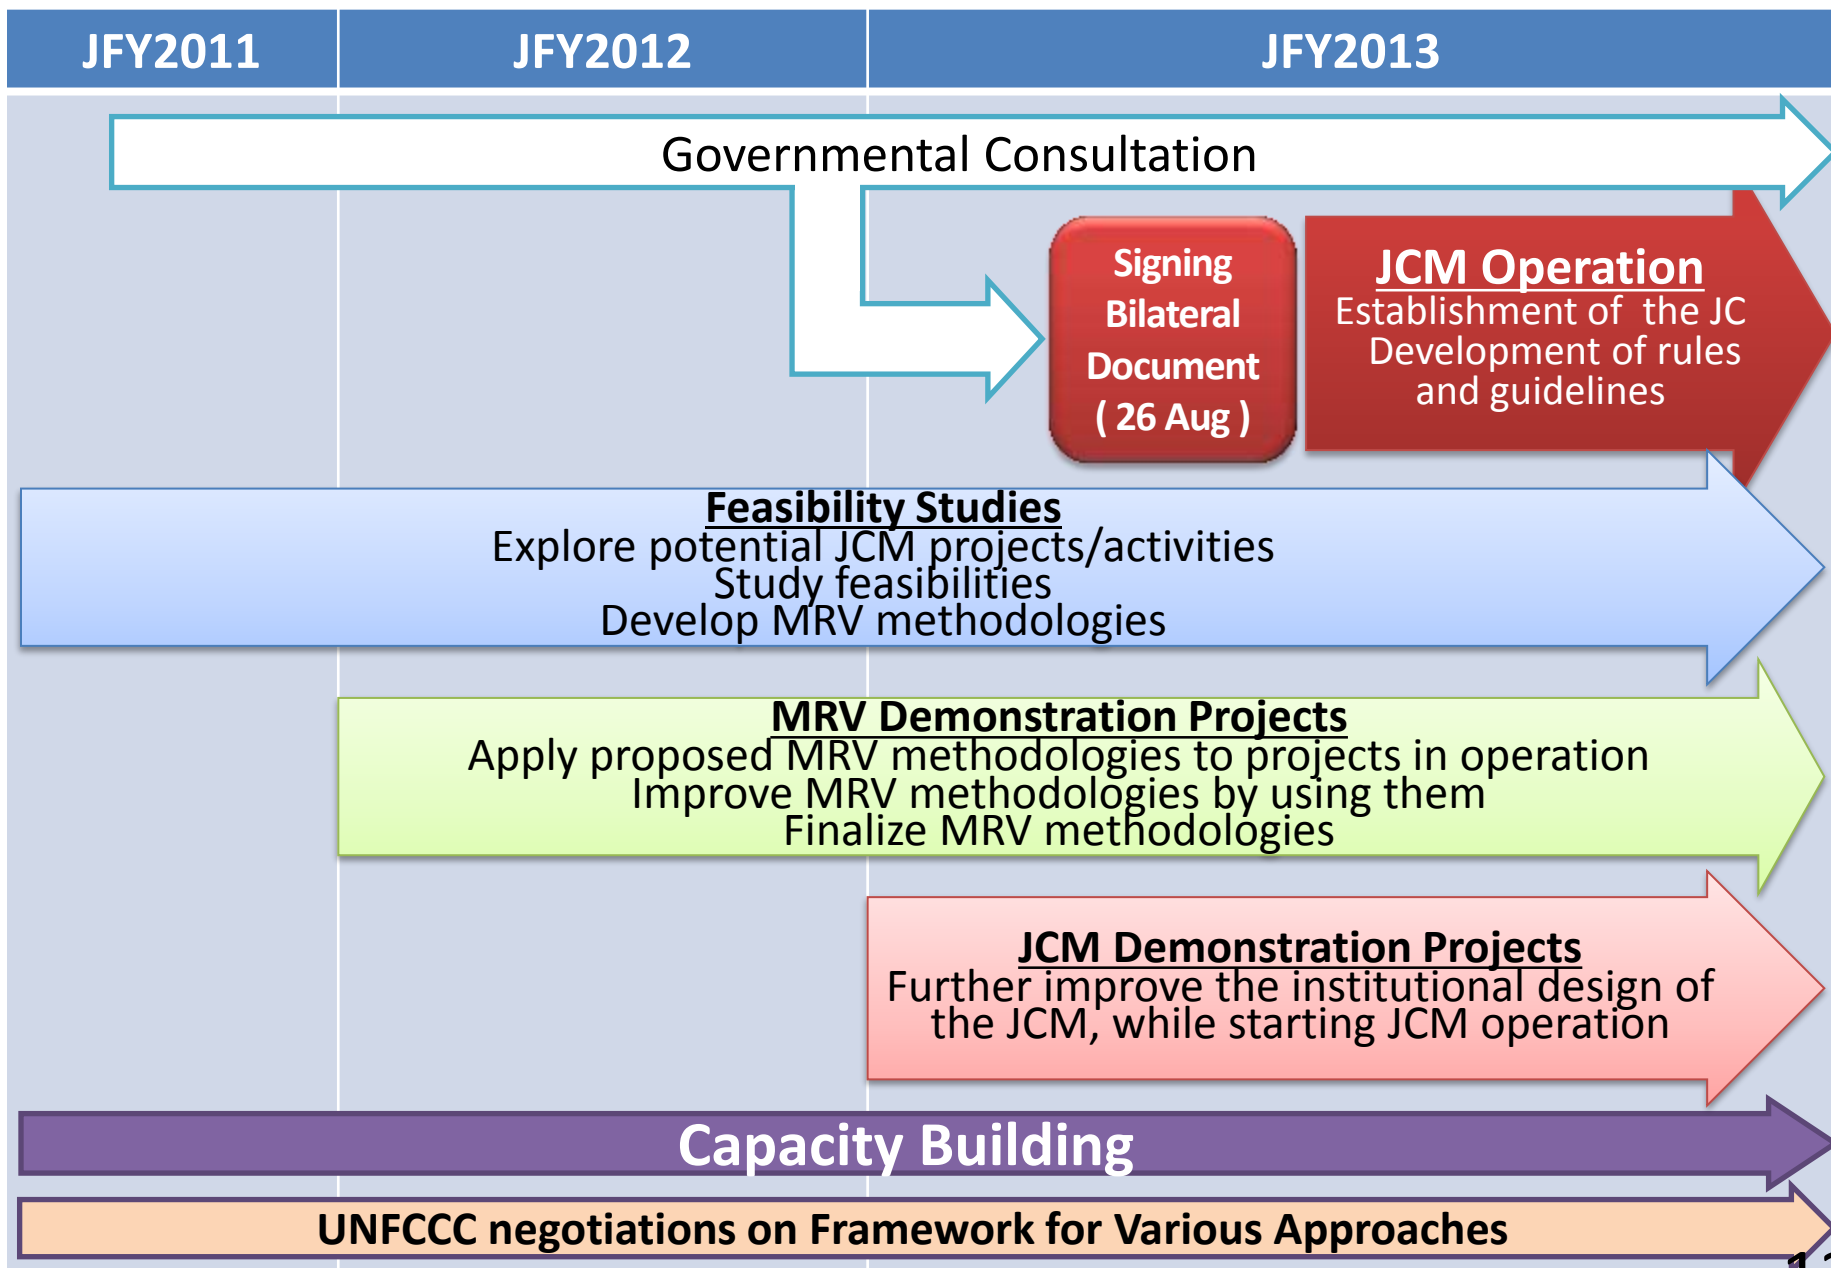 JFY2011 JFY2012 JFY2013
Governmental Consultation
Signing
Bilateral
Document
( 26 Aug )
JCM Operation
Establishment of the JC
Development of rules
and guidelines
Feasibility Studies
Explore potential JCM projects/activities
Study feasibilities
Develop MRV methodologies
MRV Demonstration Projects
Apply proposed MRV methodologies to projects in operation
Improve MRV methodologies by using them
Finalize MRV methodologies
JCM Demonstration Projects
Further improve the institutional design of
the JCM, while starting JCM operation
Capacity Building
UNFCCC negotiations on Framework for Various Approaches